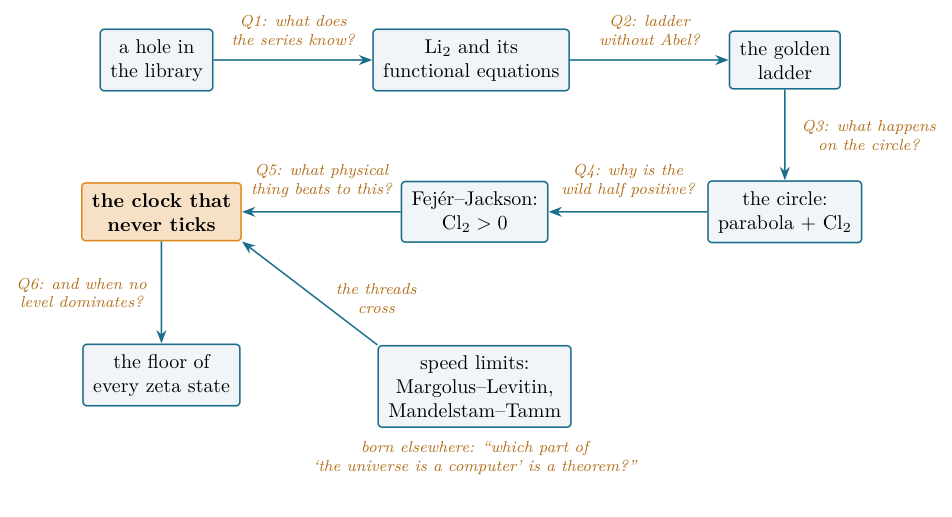 Q1: what does
the series know?
Q2: ladder
without Abel?
a hole in
the library
Li₂ and its
functional equations
the golden
ladder
Q3: what happens
on the circle?
Q5: what physical
thing beats to this?
Q4: why is the
wild half positive?
the clock that
never ticks
Fejér–Jackson:
Cl₂ > 0
the circle:
parabola + Cl₂
Q6: and when no
level dominates?
the threads
cross
the floor of
every zeta state
speed limits:
Margolus–Levitin,
Mandelstam–Tamm
born elsewhere: “which part of
‘the universe is a computer’ is a theorem?”